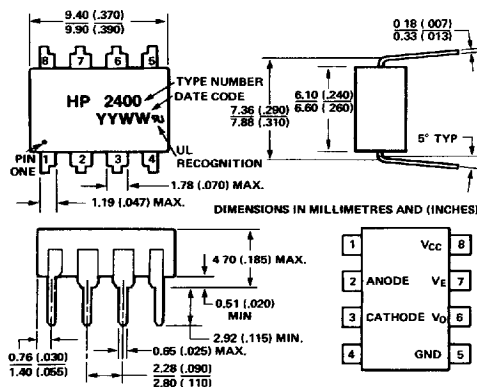 9.40 (.370)
9.90 (.390)
8 7 6 5
HP 2400
YYWW
TYPE NUMBER
DATE CODE
UL
RECOGNITION
PIN
ONE
1 2 3 4
1.78 (.070) MAX.
1.19 (.047) MAX.
0.18 (.007)
0.33 (.013)
7.36 (.290)
7.88 (.310)
6.10 (.240)
6.60 (.260)
5° TYP
DIMENSIONS IN MILLIMETRES AND (INCHES)
4.70 (.185) MAX.
0.51 (.020)
MIN
2.92 (.115) MIN.
0.76 (.030)
1.40 (.055)
0.65 (.025) MAX.
2.28 (.090)
2.80 (.110)
1 VCC 8
2 ANODE VE 7
3 CATHODE VO 6
4 GND 5